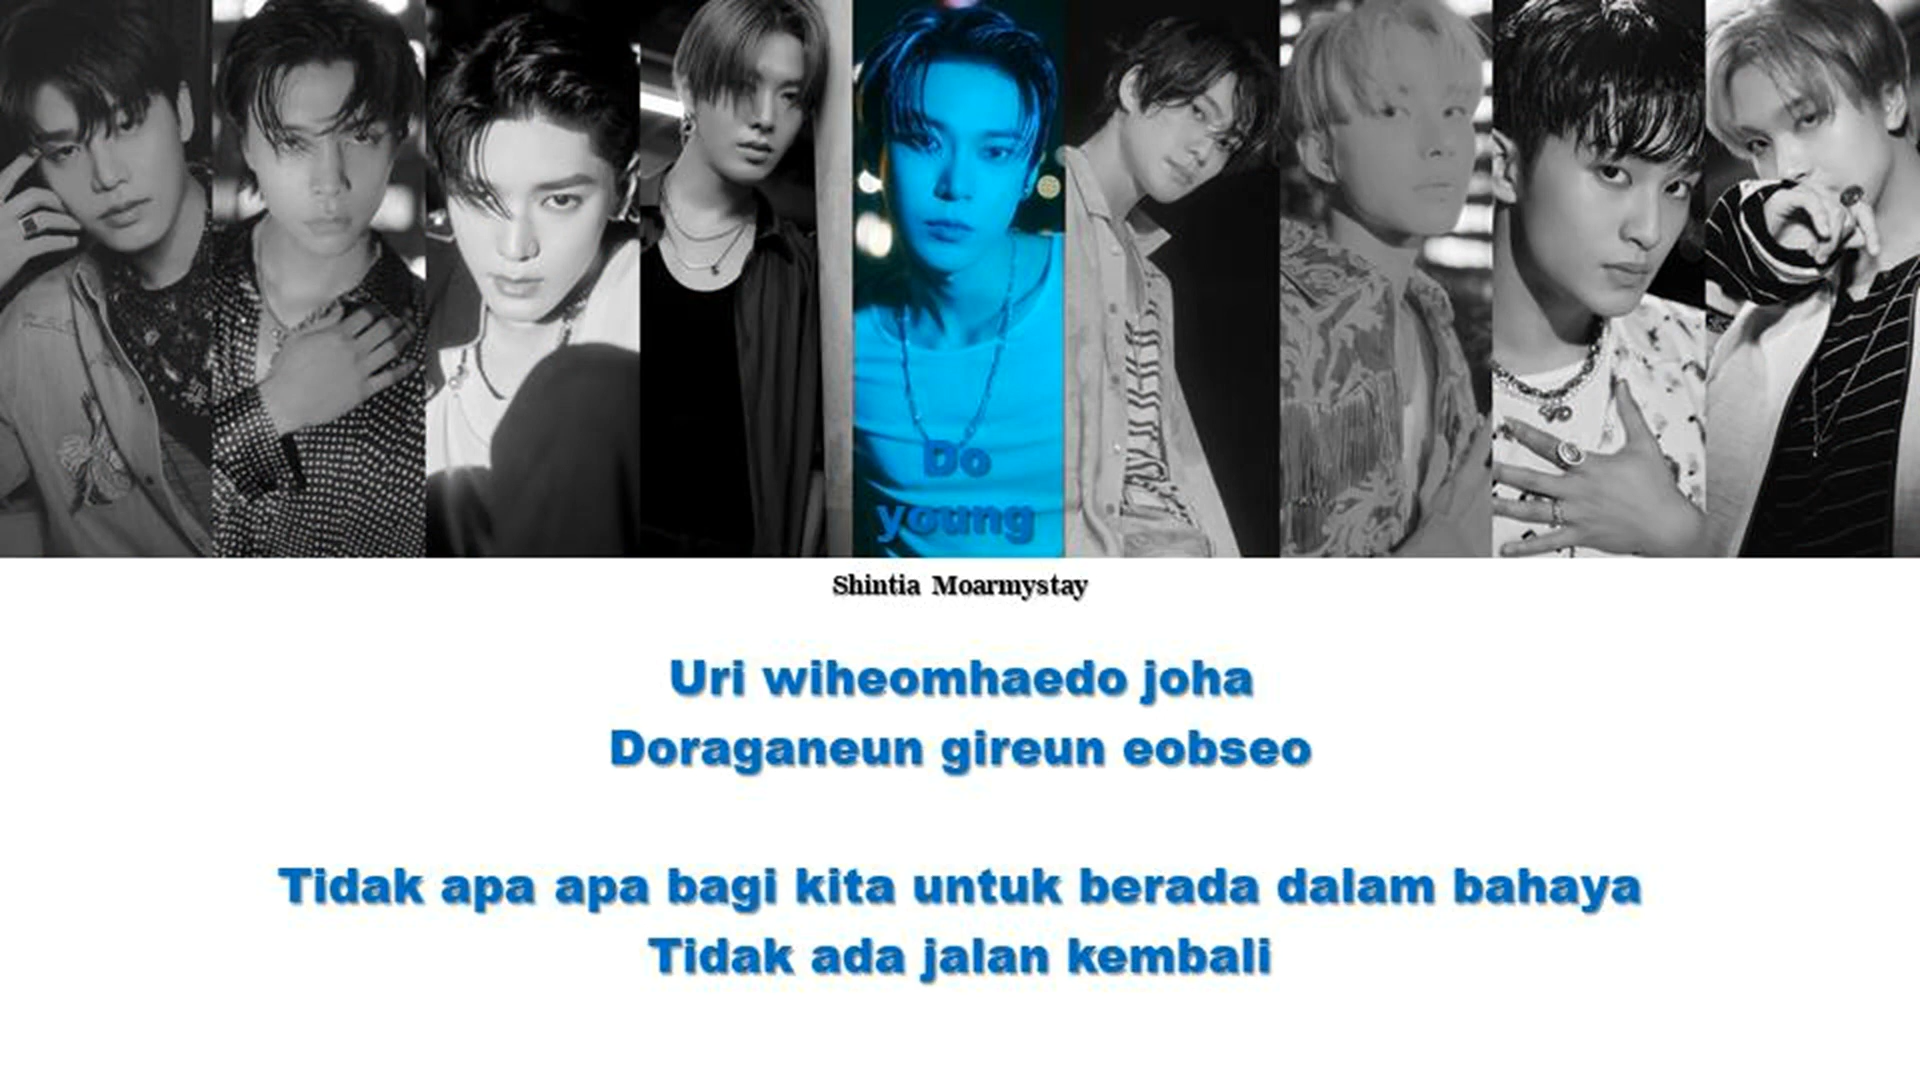 Do
young
Shintia Moarmystay
Uri wiheomhaedo joha
Doraganeun gireun eobseo
Tidak apa apa bagi kita untuk berada dalam bahaya
Tidak ada jalan kembali